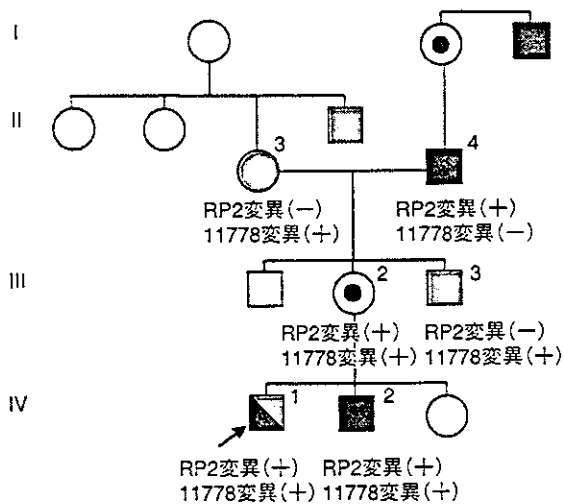 I
II
3
4
RP2変異(−) RP2変異(+)
11778変異(+) 11778変異(−)
III
2
3
RP2変異(+) RP2変異(−)
11778変異(+) 11778変異(+)
IV
1
2
RP2変異(+) RP2変異(+)
11778変異(+) 11778変異(+)